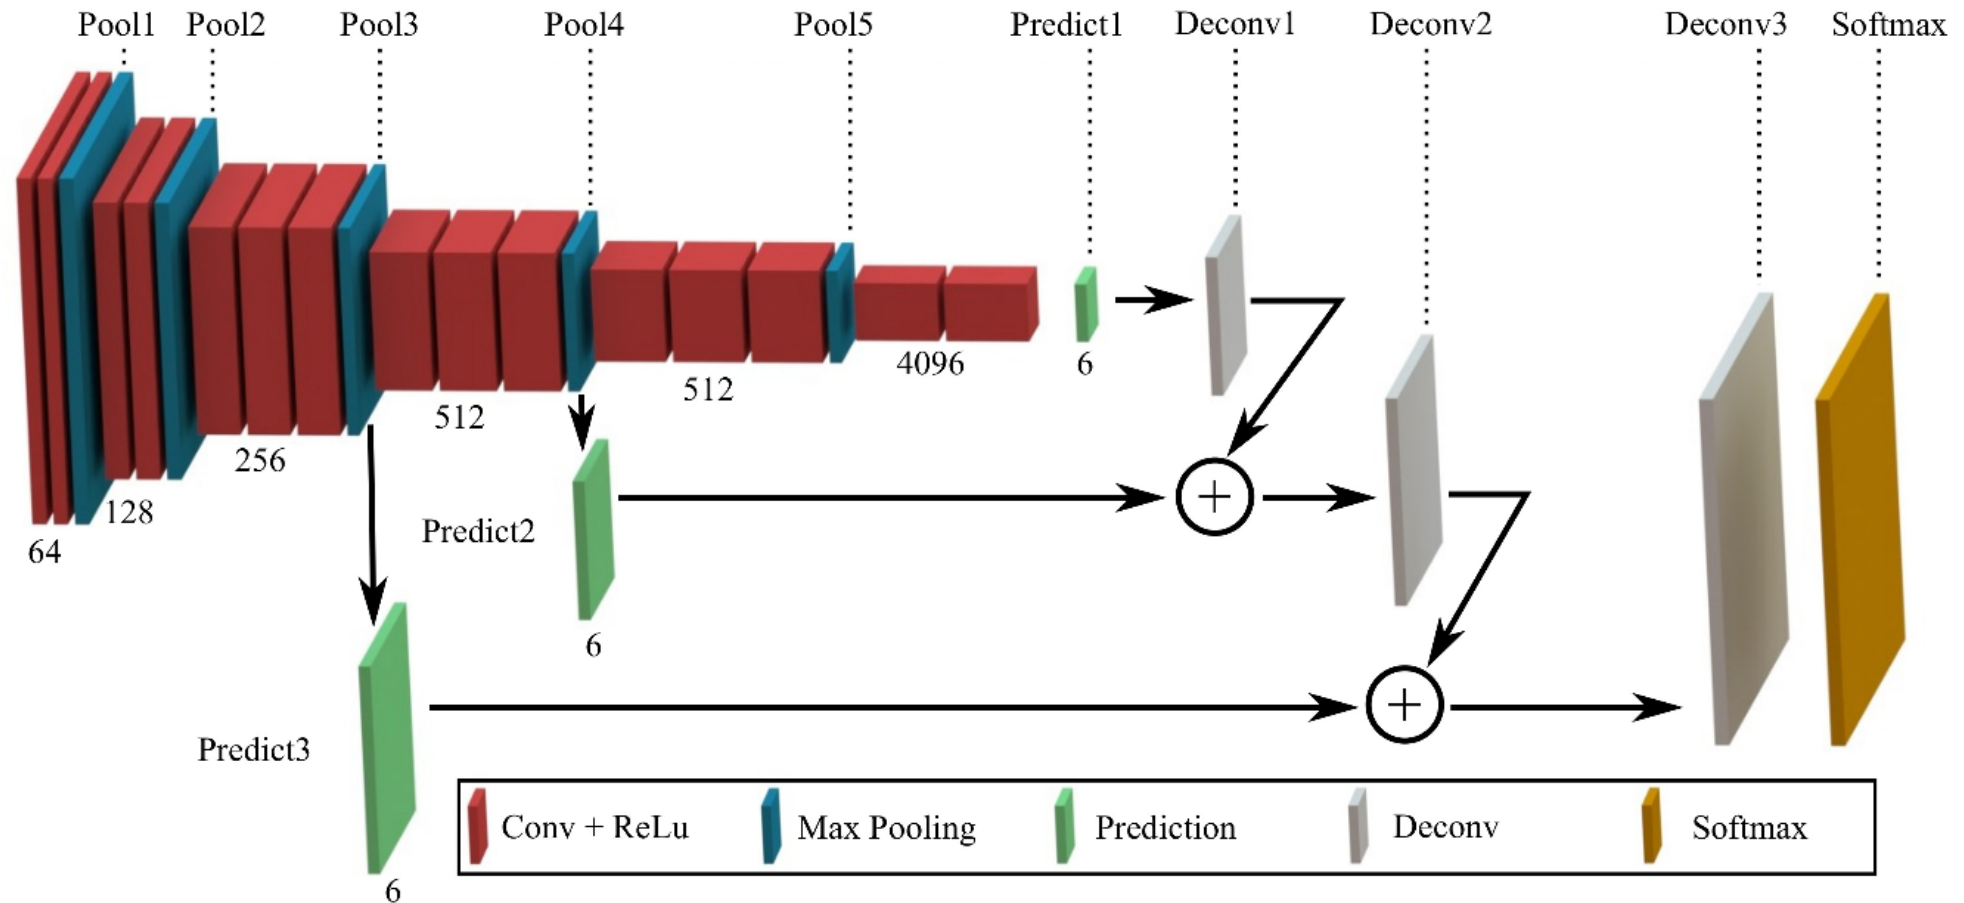 Pool1 Pool2 Pool3 Pool4 Pool5 Predict1 Deconv1 Deconv2 Deconv3 Softmax
64
128
256
512
512
4096
6
Predict2
6
Predict3
6
+
+
Conv + ReLu Max Pooling Prediction Deconv Softmax